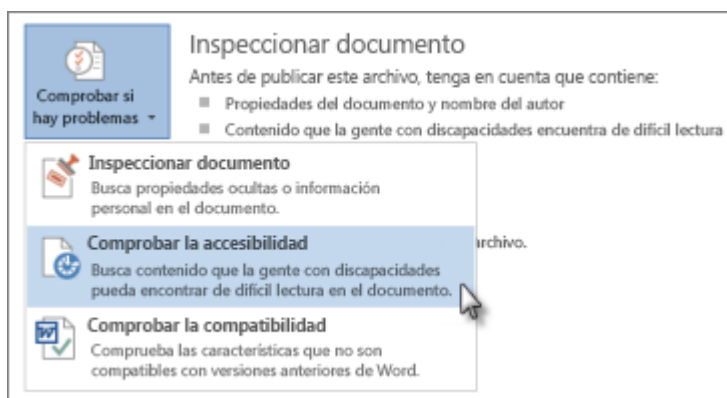 Inspeccionar documento
Antes de publicar este archivo, tenga en cuenta que contiene:
Propiedades del documento y nombre del autor
Contenido que la gente con discapacidades encuentra de difícil lectura
Comprobar si
hay problemas
Inspeccionar documento
Busca propiedades ocultas o información
personal en el documento.
archivo.
Comprobar la accesibilidad
Busca contenido que la gente con discapacidades
pueda encontrar de difícil lectura en el documento.
Comprobar la compatibilidad
Comprueba las características que no son
compatibles con versiones anteriores de Word.